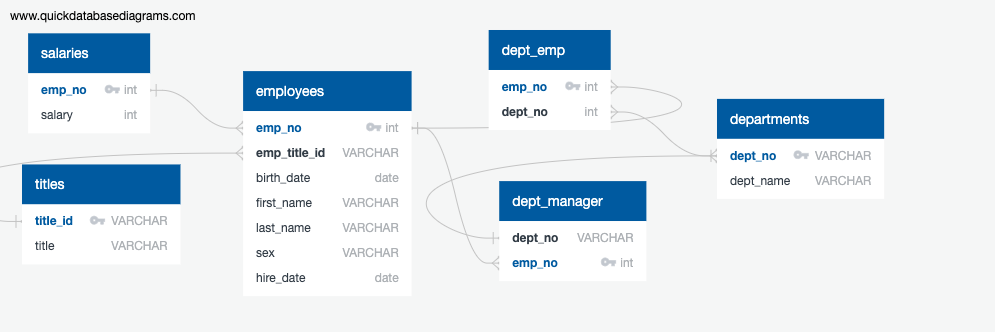 www.quickdatabasediagrams.com
salaries
emp_no int
salary int
titles
title_id VARCHAR
title VARCHAR
employees
emp_no int
emp_title_id VARCHAR
birth_date date
first_name VARCHAR
last_name VARCHAR
sex VARCHAR
hire_date date
dept_emp
emp_no int
dept_no int
dept_manager
dept_no VARCHAR
emp_no int
departments
dept_no VARCHAR
dept_name VARCHAR